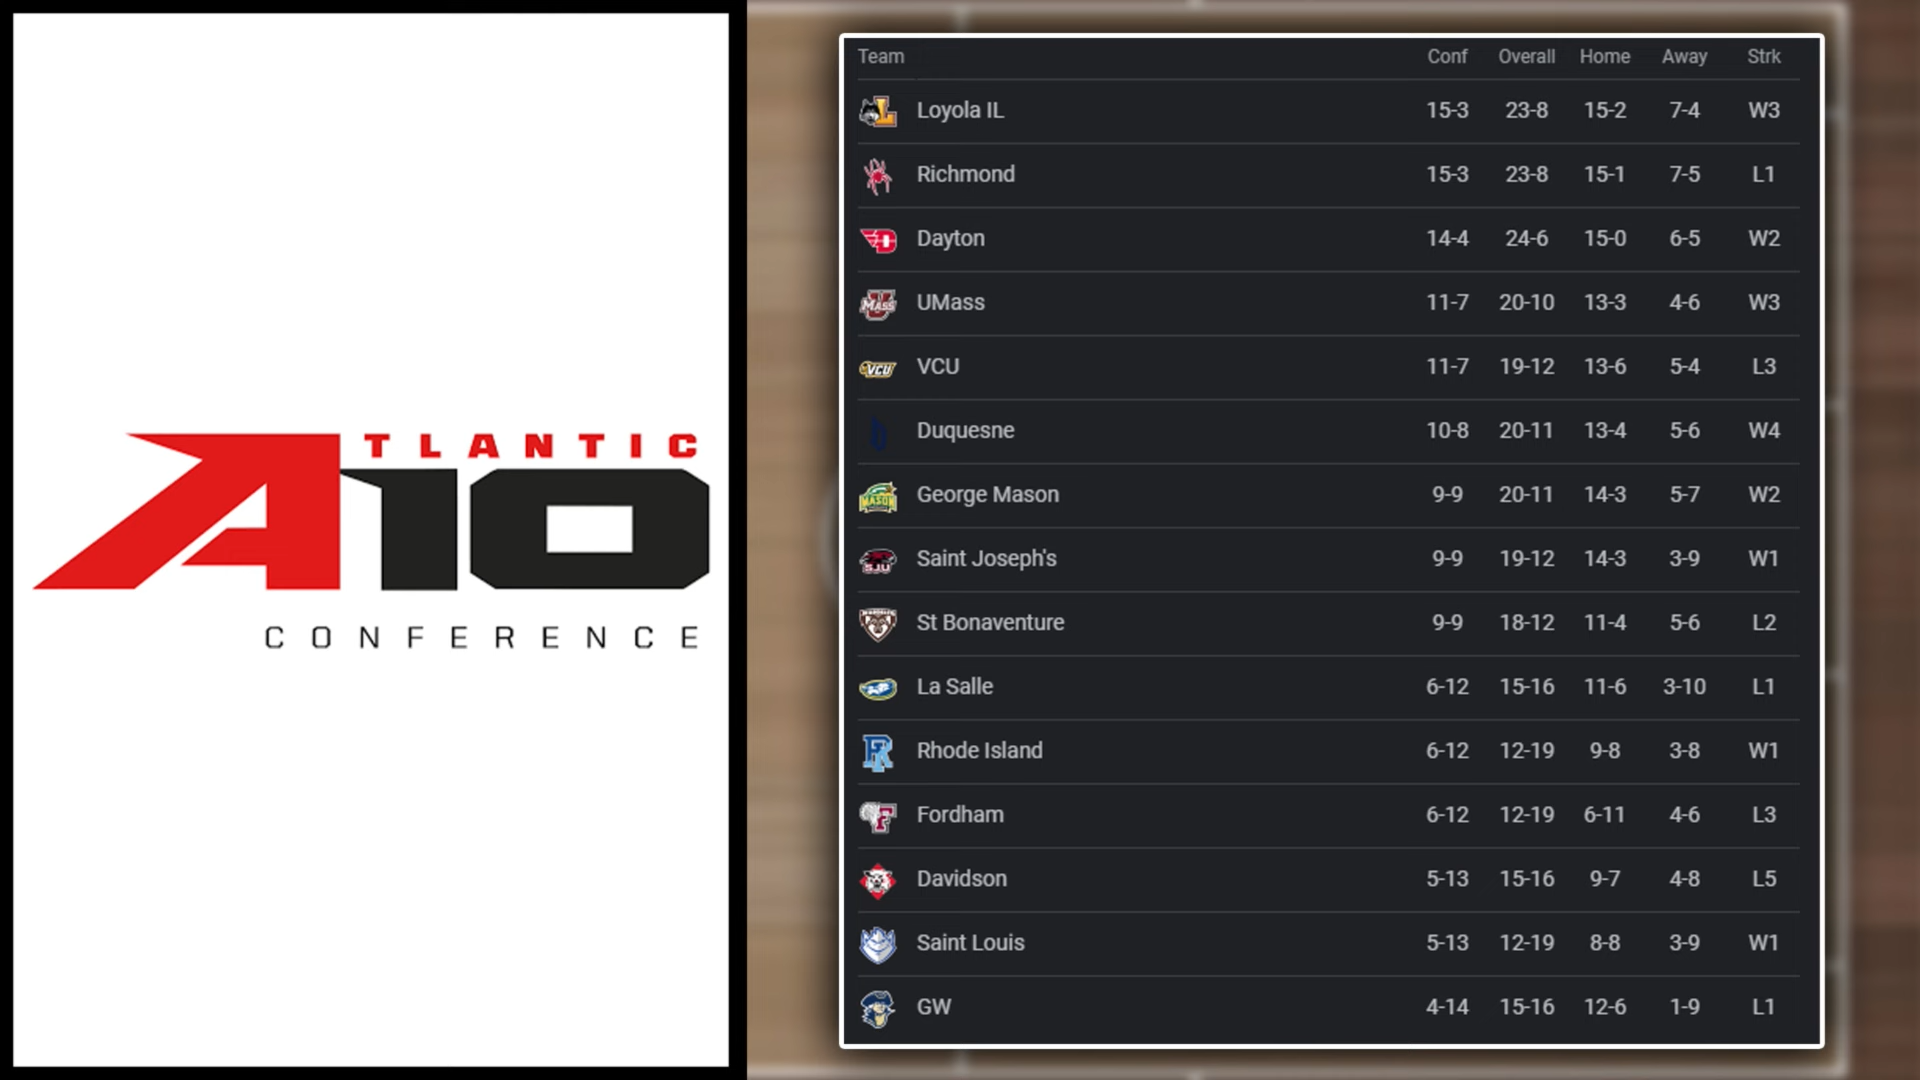 ATLANTIC
10
CONFERENCE
Team Conf Overall Home Away Strk
Loyola IL 15-3 23-8 15-2 7-4 W3
Richmond 15-3 23-8 15-1 7-5 L1
Dayton 14-4 24-6 15-0 6-5 W2
UMass 11-7 20-10 13-3 4-6 W3
VCU 11-7 19-12 13-6 5-4 L3
Duquesne 10-8 20-11 13-4 5-6 W4
George Mason 9-9 20-11 14-3 5-7 W2
Saint Joseph's 9-9 19-12 14-3 3-9 W1
St Bonaventure 9-9 18-12 11-4 5-6 L2
La Salle 6-12 15-16 11-6 3-10 L1
Rhode Island 6-12 12-19 9-8 3-8 W1
Fordham 6-12 12-19 6-11 4-6 L3
Davidson 5-13 15-16 9-7 4-8 L5
Saint Louis 5-13 12-19 8-8 3-9 W1
GW 4-14 15-16 12-6 1-9 L1